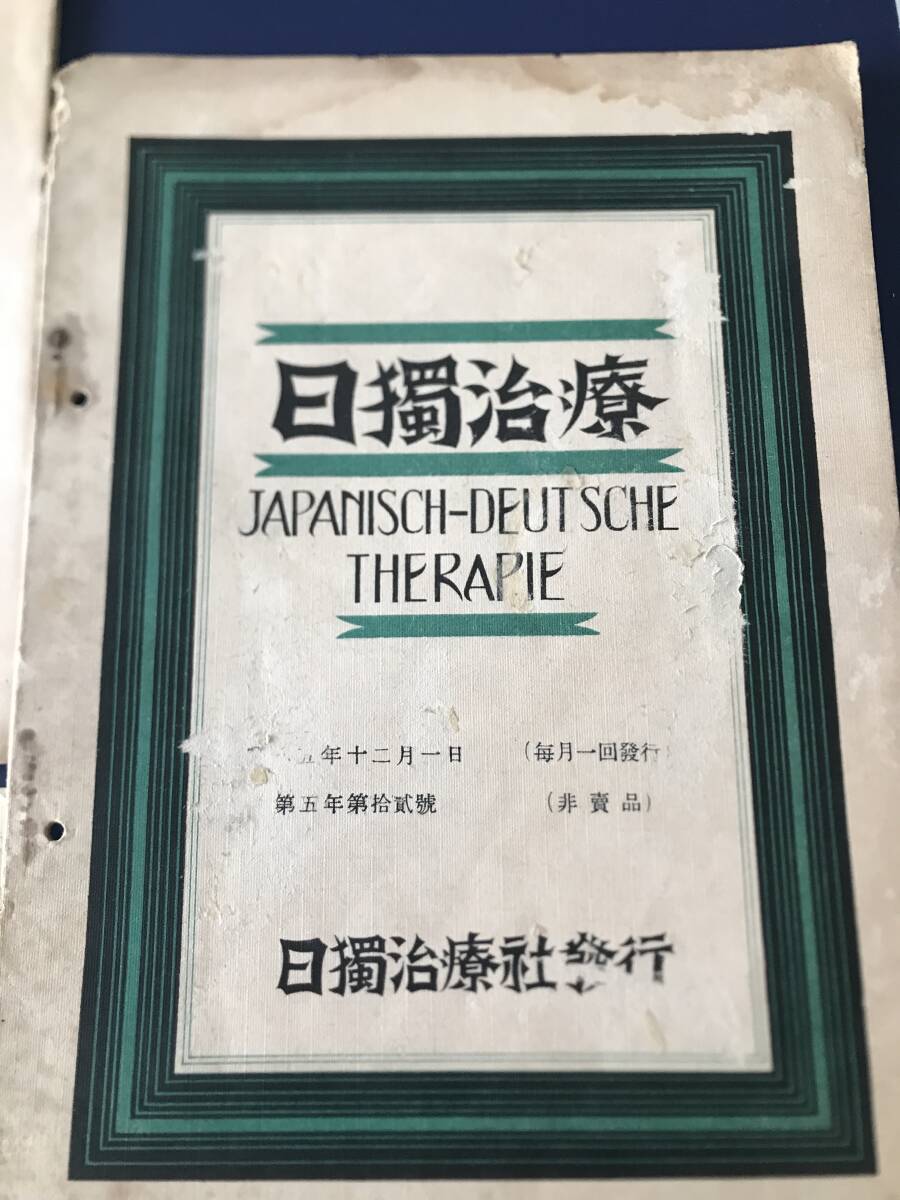 日獨治療
JAPANISCH-DEUTSCHE
THERAPIE
五年十二月一日 (每月一回發行)
第五年第拾貳號 (非賣品)
日獨治療社發行